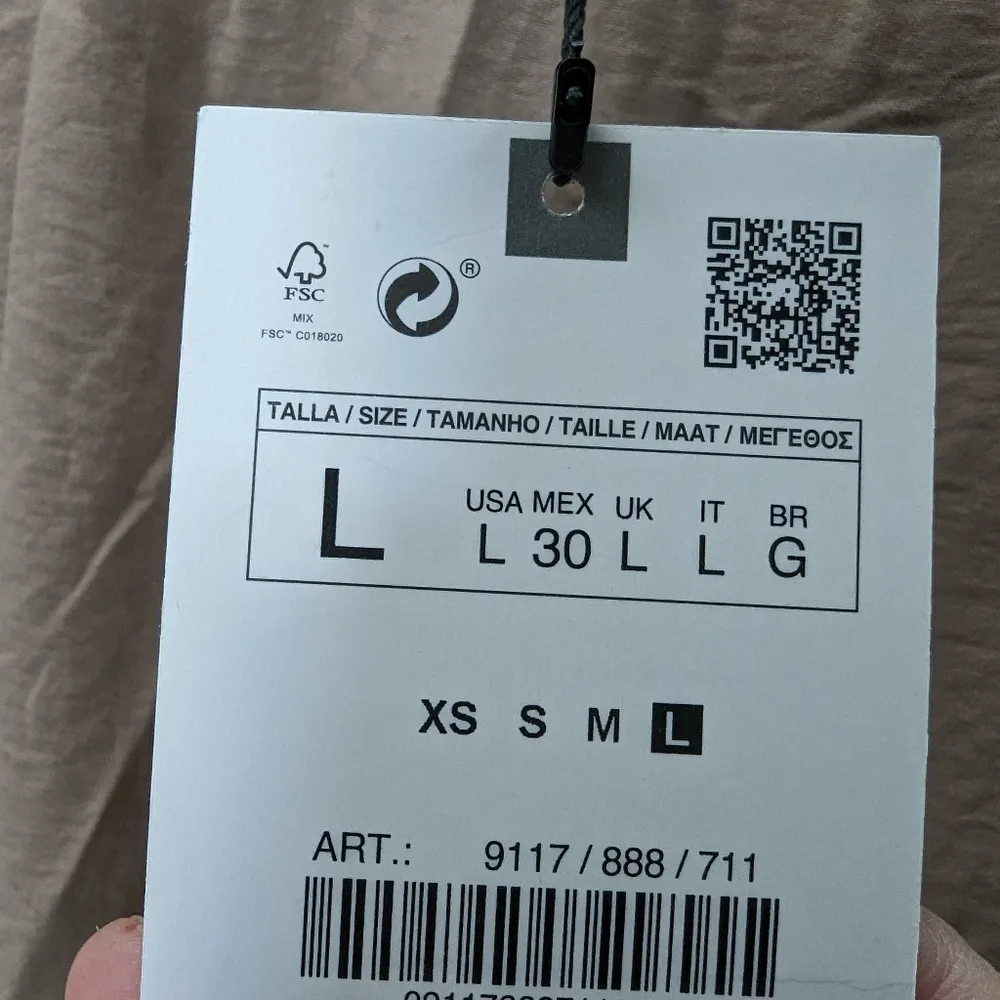 FSC™
MIX
FSC™ C018020
®
TALLA / SIZE / TAMANHO / TAILLE / MAAT / ΜΕΓΕΘΟΣ
L
USA MEX UK IT BR
L 30 L L G
XS S M L
ART.: 9117 / 888 / 711